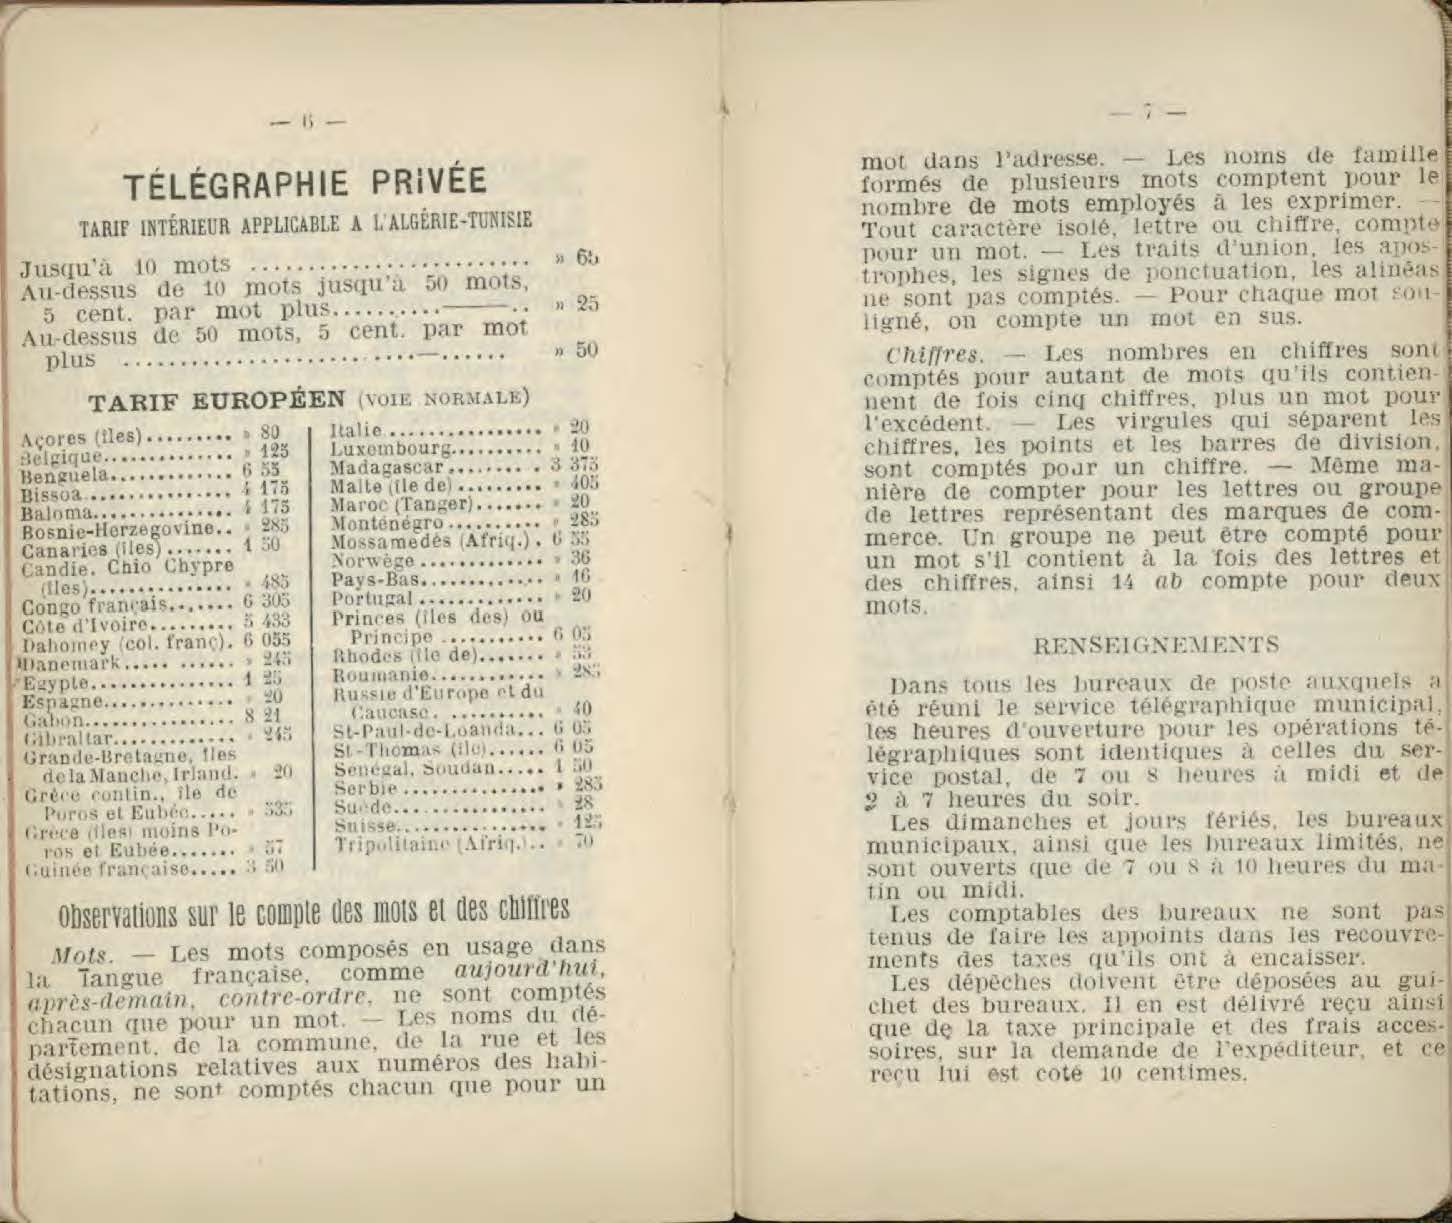 — 6 —
TÉLÉGRAPHIE PRIVÉE
TARIF INTÉRIEUR APPLICABLE A L'ALGÉRIE-TUNISIE
Jusqu'à 10 mots ........................ » 65
Au-dessus de 10 mots jusqu'à 50 mots,
5 cent. par mot plus..........———.. » 25
Au-dessus de 50 mots, 5 cent. par mot
plus ........................—...... » 50
TARIF EUROPÉEN (VOIE NORMALE)
Açores (îles)......... » 80
Belgique.............. » 125
Benguela............. 6 55
Bissoa................ 4 175
Baloma............... 4 175
Bosnie-Herzegovine.. » 285
Canaries (îles)....... 1 50
Candie, Chio Chypre
(îles)............... » 485
Congo français....... 6 305
Côte d'Ivoire......... 5 433
Dahomey (col. franç). 6 055
Danemark..... ...... » 245
Egypte............... 1 25
Espagne.............. » 20
Gabon................ 8 21
Gibraltar............. » 245
Grande-Bretagne, îles
de la Manche, Irland. » 20
Grèce contin., île de
Poros et Eubée..... » 535
Grèce (îles) moins Po-
ros et Eubée....... » 57
Guinée française..... 3 50
Italie................. » 20
Luxembourg.......... » 10
Madagascar........ . 3 375
Malte (île de)......... » 405
Maroc (Tanger)....... » 20
Monténégro.......... » 285
Mossamedès (Afriq.). 6 55
Norwège............. » 36
Pays-Bas............. » 16
Portugal............. » 20
Princes (îles des) ou
Principe ........... 6 05
Rhodes (île de)....... » 53
Roumanie............ » 285
Russie d'Europe et du
Caucase. .......... » 40
St-Paul-de-Loanda... 6 05
St-Thomas (île)...... 6 05
Senégal, Soudan..... 1 50
Serbie............... » 285
Suède................ » 28
Suisse................ » 125
Tripolitaine (Afriq.).. » 70
Observations sur le compte des mots et des chiffres
Mots. — Les mots composés en usage dans
la langue française, comme aujourd'hui,
après-demain, contre-ordre, ne sont comptés
chacun que pour un mot. — Les noms du dé-
partement, de la commune, de la rue et les
désignations relatives aux numéros des habi-
tations, ne sont comptés chacun que pour un
— 7 —
mot dans l'adresse. — Les noms de famille
formés de plusieurs mots comptent pour le
nombre de mots employés à les exprimer. —
Tout caractère isolé, lettre ou chiffre, compte
pour un mot. — Les traits d'union, les apos-
trophes, les signes de ponctuation, les alinéas
ne sont pas comptés. — Pour chaque mot sou-
ligné, on compte un mot en sus.
Chiffres. — Les nombres en chiffres sont
comptés pour autant de mots qu'ils contien-
nent de fois cinq chiffres, plus un mot pour
l'excédent. — Les virgules qui séparent les
chiffres, les points et les barres de division,
sont comptés pour un chiffre. — Même ma-
nière de compter pour les lettres ou groupe
de lettres représentant des marques de com-
merce. Un groupe ne peut être compté pour
un mot s'il contient à la fois des lettres et
des chiffres, ainsi 14 ab compte pour deux
mots.
RENSEIGNEMENTS
Dans tous les bureaux de poste auxquels a
été réuni le service télégraphique municipal,
les heures d'ouverture pour les opérations té-
légraphiques sont identiques à celles du ser-
vice postal, de 7 ou 8 heures à midi et de
2 à 7 heures du soir.
Les dimanches et jours fériés, les bureaux
municipaux, ainsi que les bureaux limités, ne
sont ouverts que de 7 ou 8 à 10 heures du ma-
tin ou midi.
Les comptables des bureaux ne sont pas
tenus de faire les appoints dans les recouvre-
ments des taxes qu'ils ont à encaisser.
Les dépêches doivent être déposées au gui-
chet des bureaux. Il en est délivré reçu ainsi
que de la taxe principale et des frais acces-
soires, sur la demande de l'expéditeur, et ce
reçu lui est coté 10 centimes.